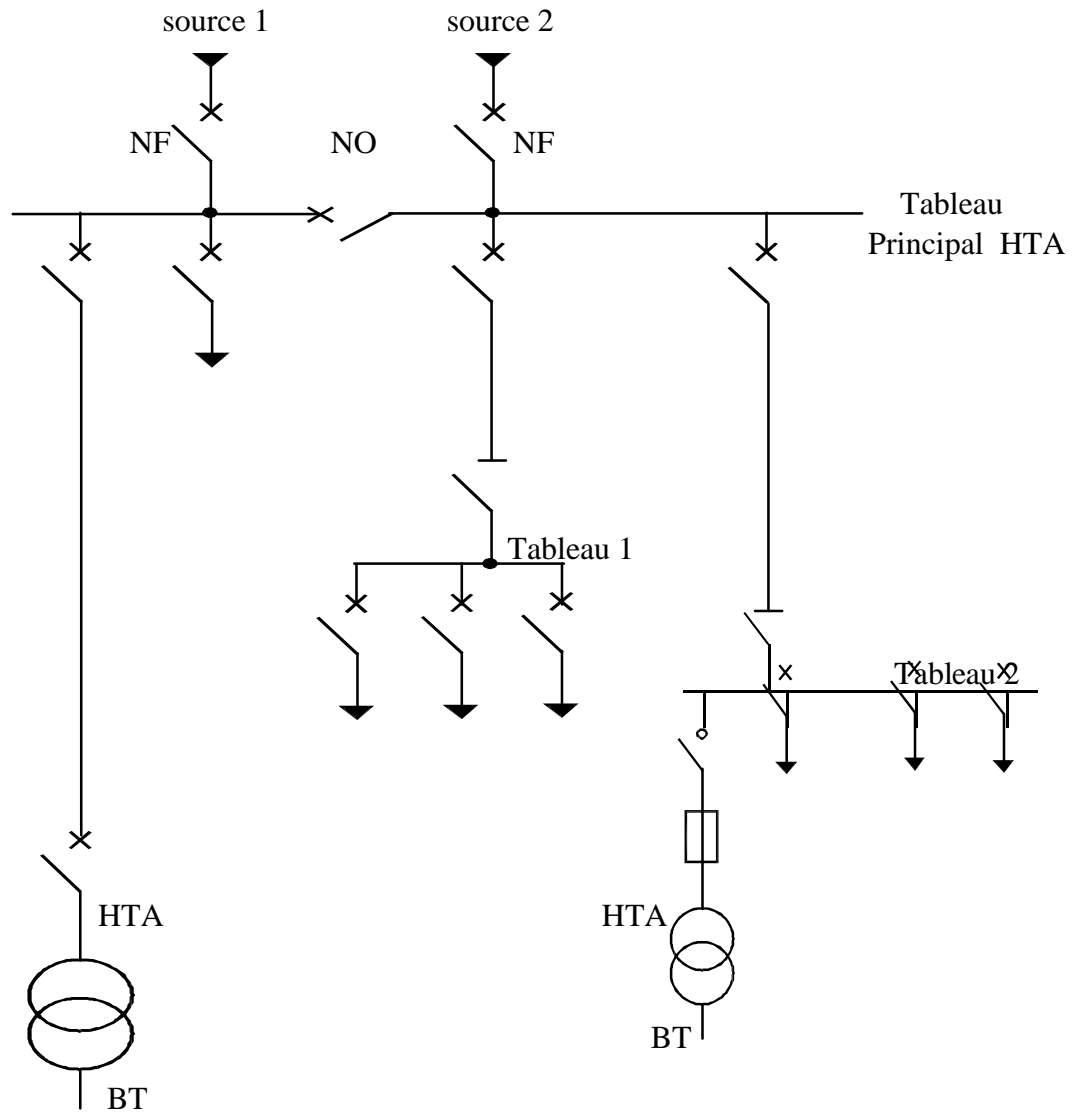 source 1
source 2
NF
NO
NF
Tableau
Principal HTA
Tableau 1
Tableau 2
HTA
HTA
BT
BT